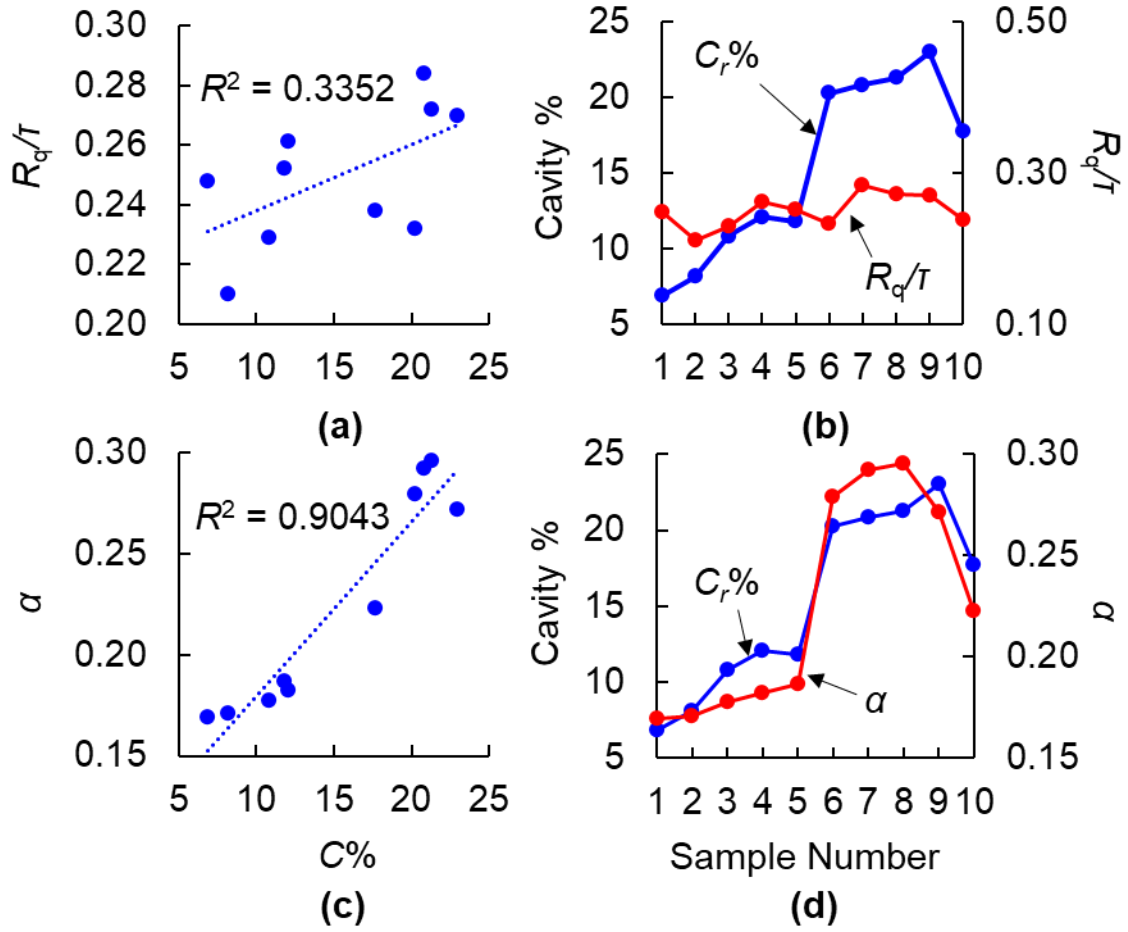 0.30
0.28
0.26
0.24
0.22
0.20
Rq/τ
R² = 0.3352
5 10 15 20 25
(a)
25
20
15
10
5
Cavity %
Cr%
Rq/τ
0.50
0.30
0.10
Rq/τ
1 2 3 4 5 6 7 8 9 10
(b)
0.30
0.25
0.20
0.15
α
R² = 0.9043
5 10 15 20 25
C%
(c)
25
20
15
10
5
Cavity %
Cr%
α
0.30
0.25
0.20
0.15
α
1 2 3 4 5 6 7 8 9 10
Sample Number
(d)